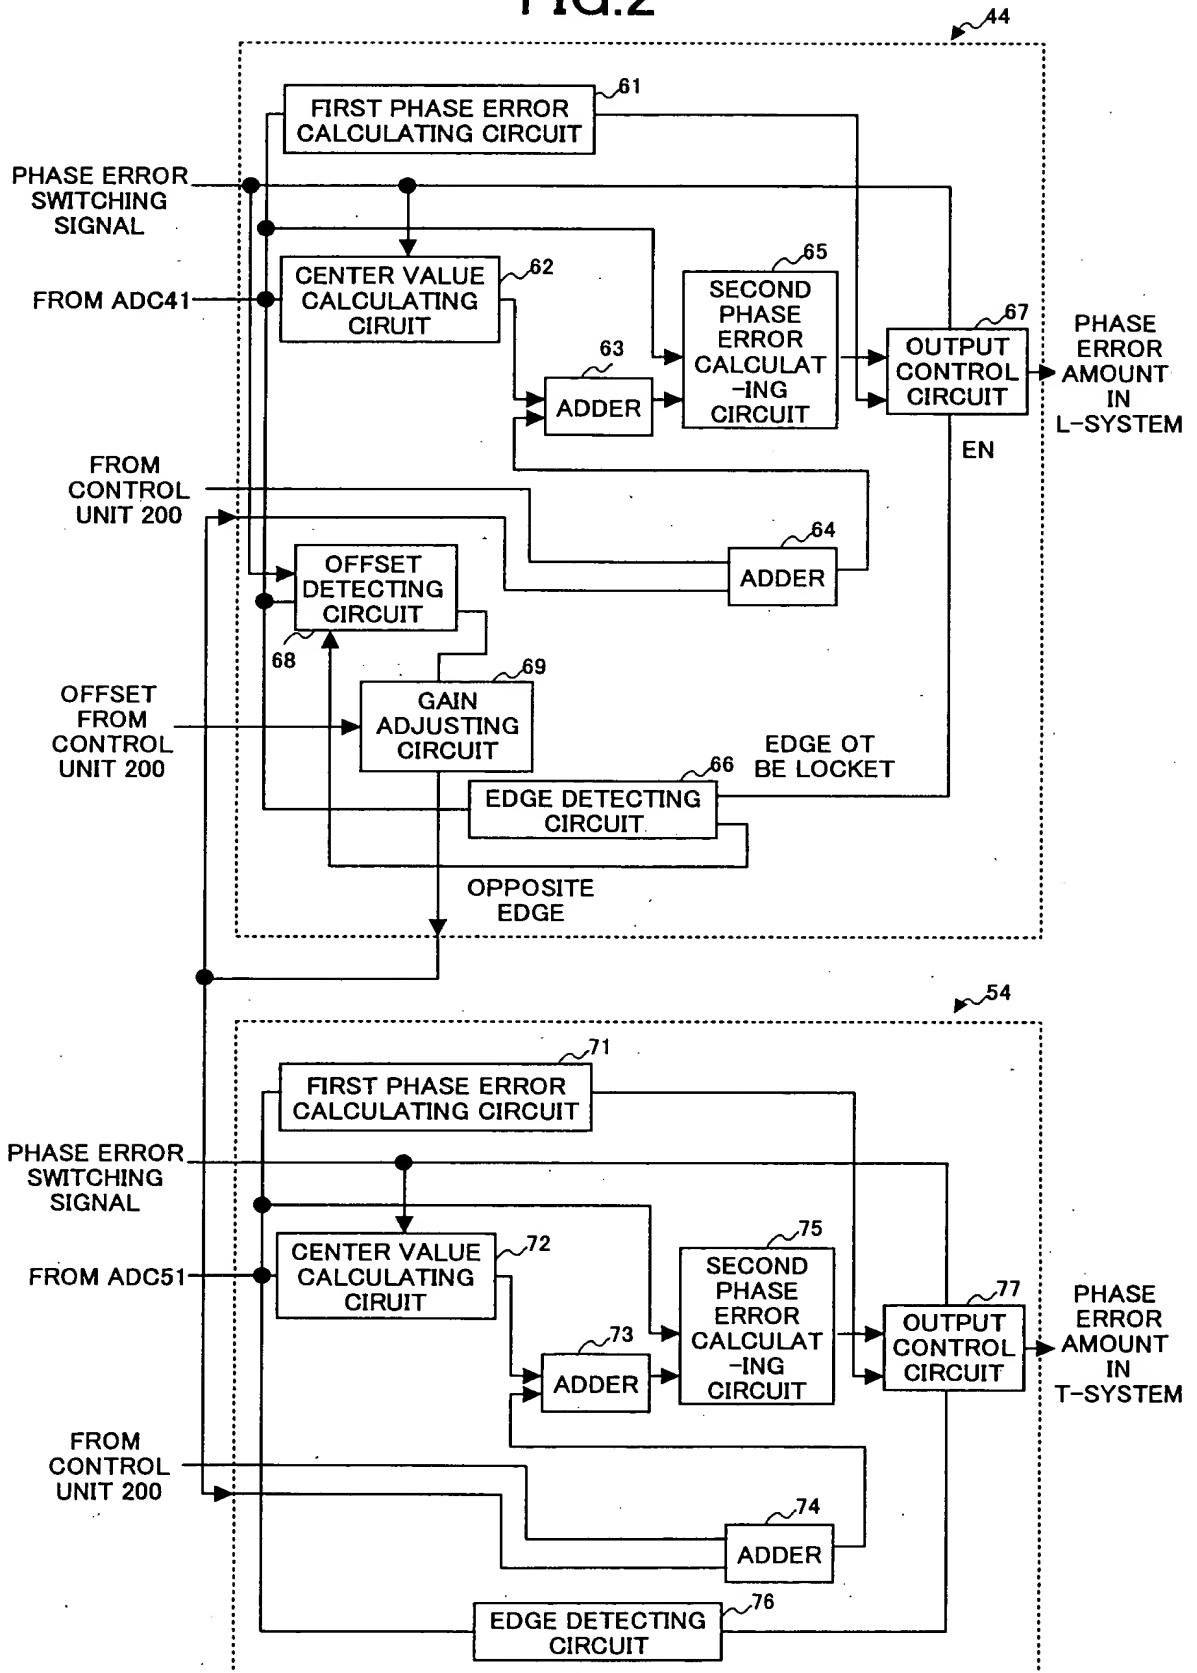 FIG.2
44
61
FIRST PHASE ERROR
CALCULATING CIRCUIT
PHASE ERROR
SWITCHING
SIGNAL
62
CENTER VALUE
CALCULATING
CIRUIT
FROM ADC41
65
SECOND
PHASE
ERROR
CALCULAT
-ING
CIRCUIT
67
OUTPUT
CONTROL
CIRCUIT
PHASE
ERROR
AMOUNT
IN
L-SYSTEM
63
ADDER
EN
FROM
CONTROL
UNIT 200
64
ADDER
OFFSET
DETECTING
CIRCUIT
68
69
GAIN
ADJUSTING
CIRCUIT
OFFSET
FROM
CONTROL
UNIT 200
EDGE OT
BE LOCKET
66
EDGE DETECTING
CIRCUIT
OPPOSITE
EDGE
54
71
FIRST PHASE ERROR
CALCULATING CIRCUIT
PHASE ERROR
SWITCHING
SIGNAL
72
CENTER VALUE
CALCULATING
CIRUIT
FROM ADC51
75
SECOND
PHASE
ERROR
CALCULAT
-ING
CIRCUIT
77
OUTPUT
CONTROL
CIRCUIT
PHASE
ERROR
AMOUNT
IN
T-SYSTEM
73
ADDER
FROM
CONTROL
UNIT 200
74
ADDER
76
EDGE DETECTING
CIRCUIT